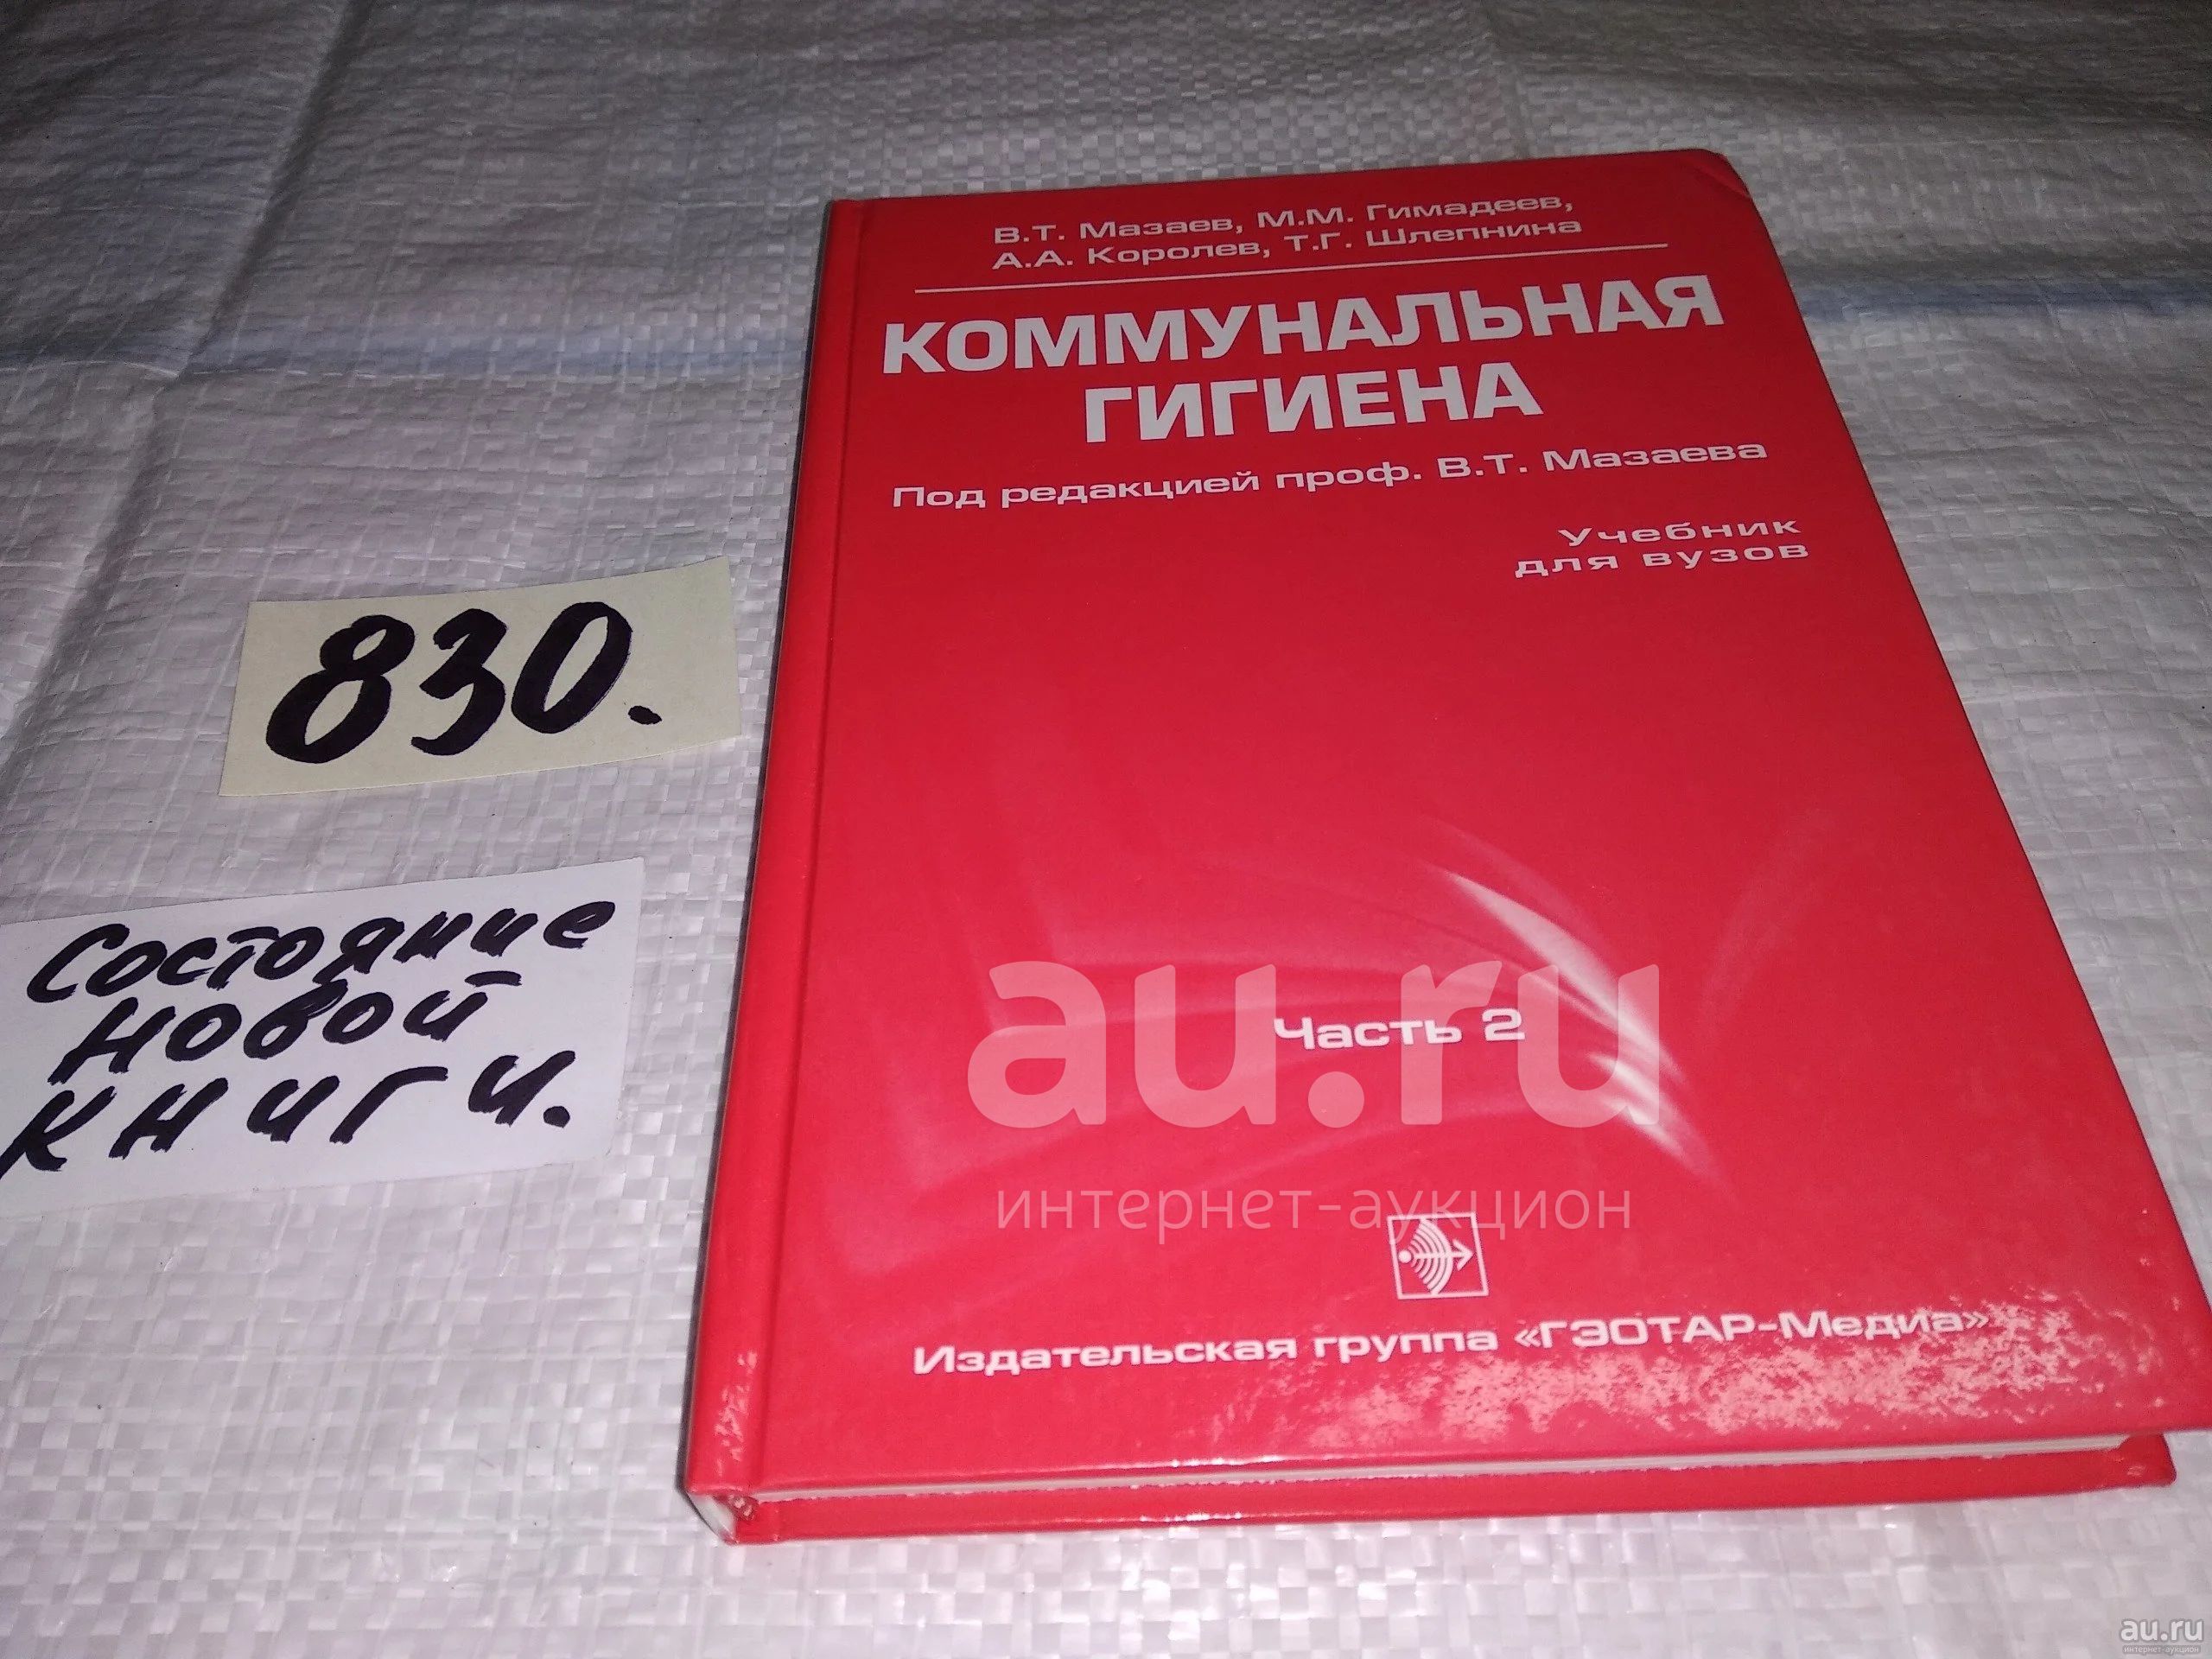 В.Т. Мазаев, М.М. Гимадеев,
А.А. Королев, Т.Г. Шлепнина
КОММУНАЛЬНАЯ
ГИГИЕНА
Под редакцией проф. В.Т. Мазаева
Учебник
для вузов
830.
Состояние
новой
книги.
Часть 2
au.ru
интернет-аукцион
Издательская группа «ГЭОТАР-Медиа»
au.ru
интернет-аукцион